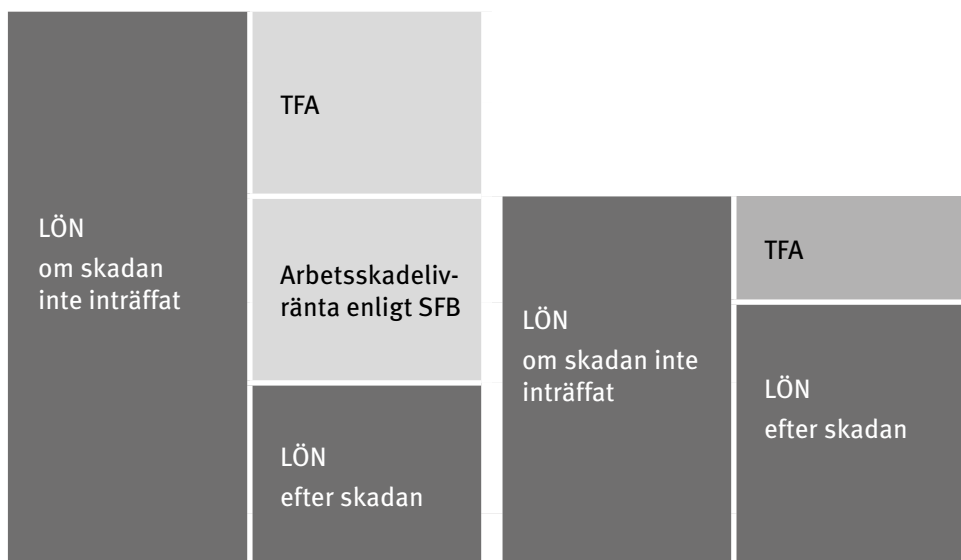 LÖN
om skadan
inte inträffat
TFA
Arbetsskadeliv-
ränta enligt SFB
LÖN
efter skadan
LÖN
om skadan inte
inträffat
TFA
LÖN
efter skadan